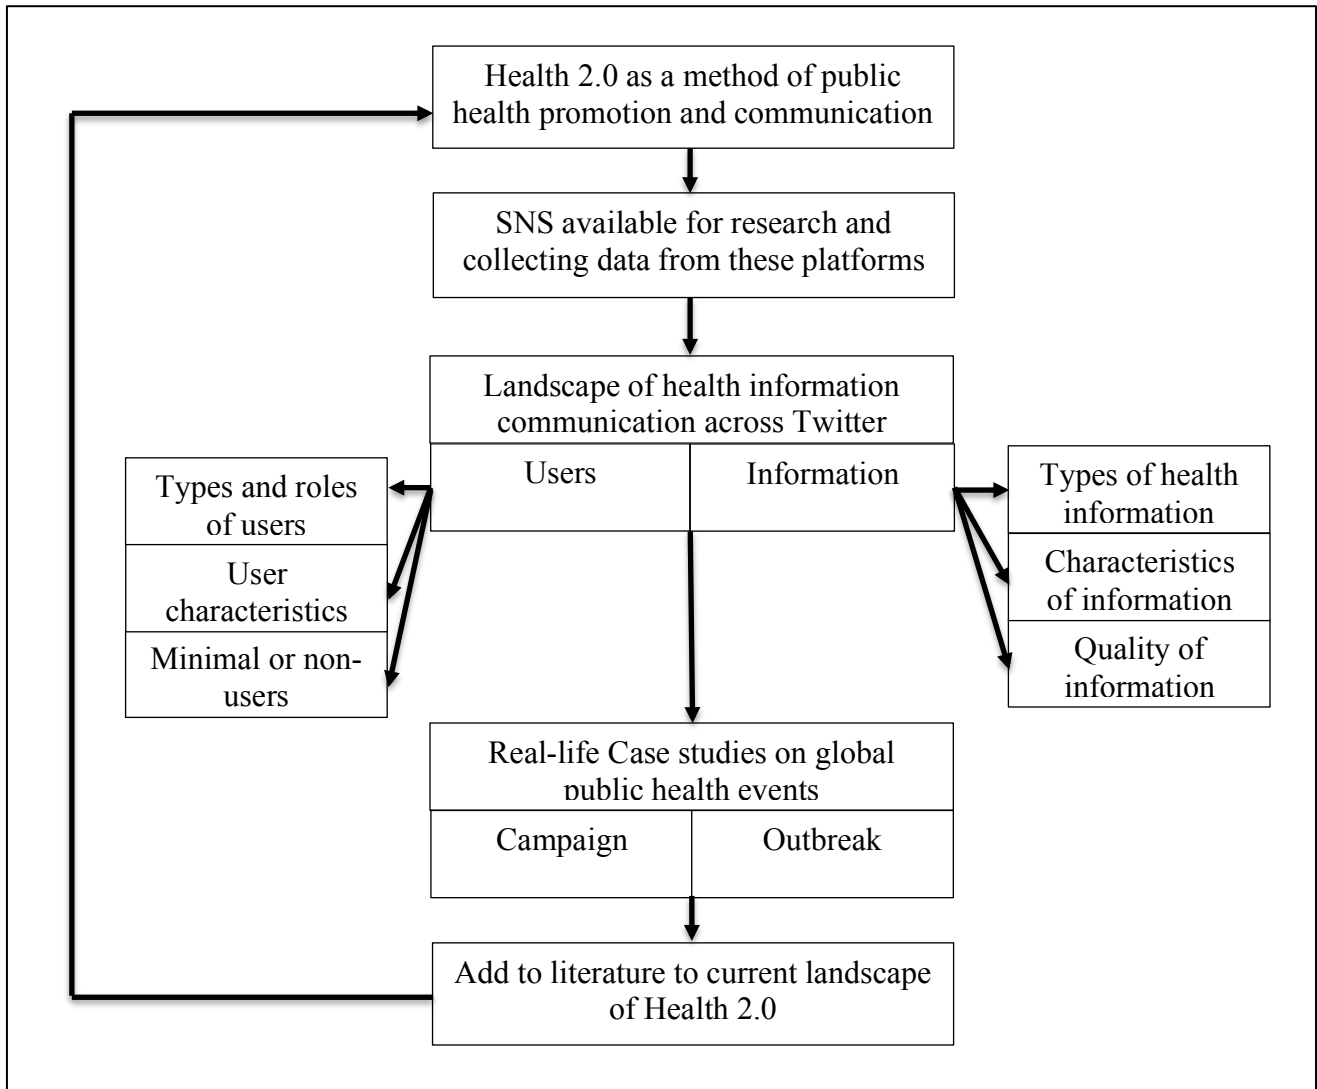 Health 2.0 as a method of public
health promotion and communication
SNS available for research and
collecting data from these platforms
Landscape of health information
communication across Twitter
Users
Information
Types and roles
of users
User
characteristics
Minimal or non-
users
Types of health
information
Characteristics
of information
Quality of
information
Real-life Case studies on global
public health events
Campaign
Outbreak
Add to literature to current landscape
of Health 2.0